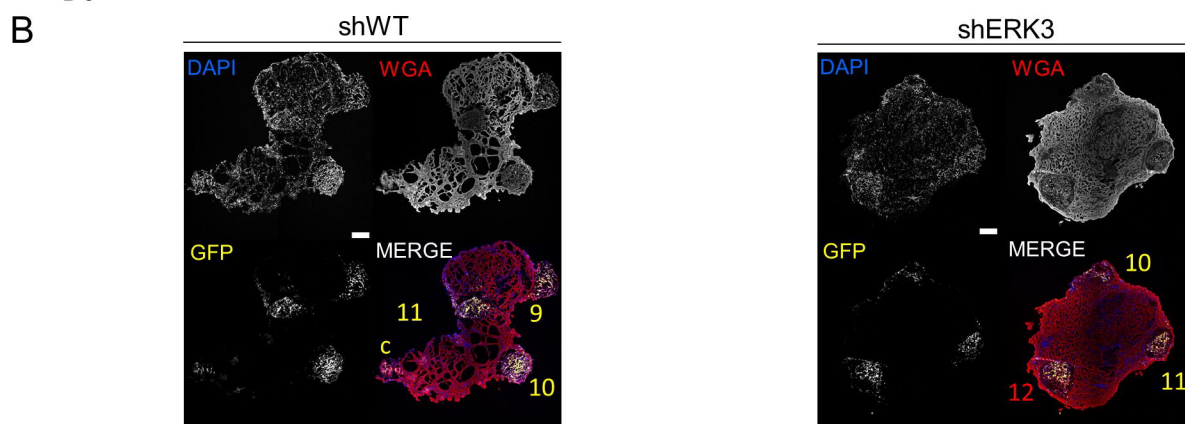 B
shWT
DAPI
WGA
GFP
MERGE
11
9
c
10
shERK3
DAPI
WGA
GFP
MERGE
10
11
12